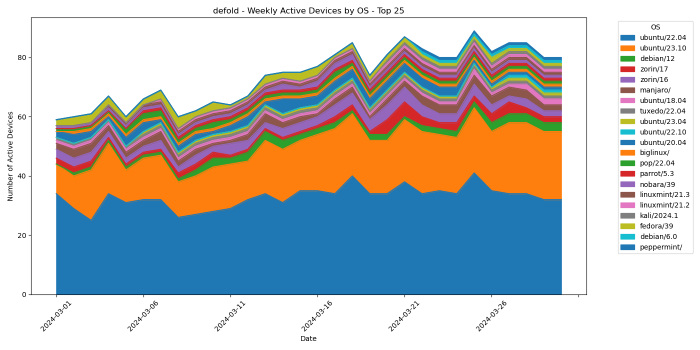 defold - Weekly Active Devices by OS - Top 25
Number of Active Devices
80
60
40
20
0
2024-03-01
2024-03-06
2024-03-11
2024-03-16
2024-03-21
2024-03-26
Date
OS
ubuntu/22.04
ubuntu/23.10
debian/12
zorin/17
zorin/16
manjaro/
ubuntu/18.04
tuxedo/22.04
ubuntu/23.04
ubuntu/22.10
ubuntu/20.04
biglinux/
pop/22.04
parrot/5.3
nobara/39
linuxmint/21.3
linuxmint/21.2
kali/2024.1
fedora/39
debian/6.0
peppermint/